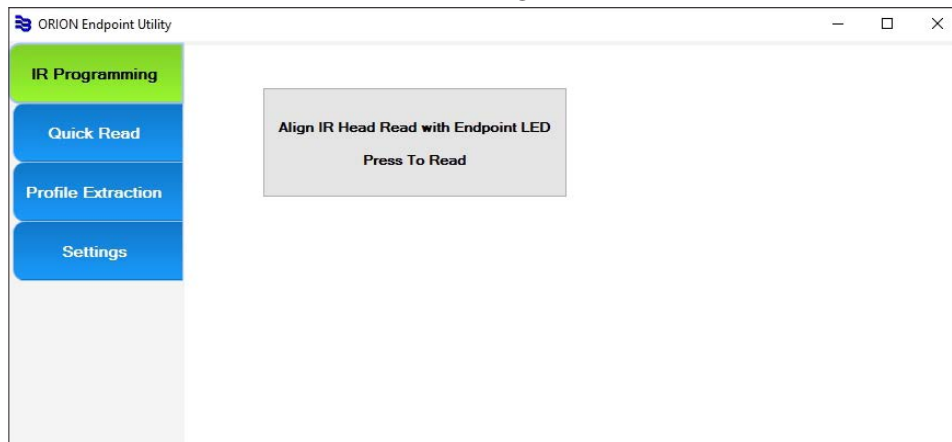 ORION Endpoint Utility
IR Programming
Quick Read
Profile Extraction
Settings
Align IR Head Read with Endpoint LED
Press To Read